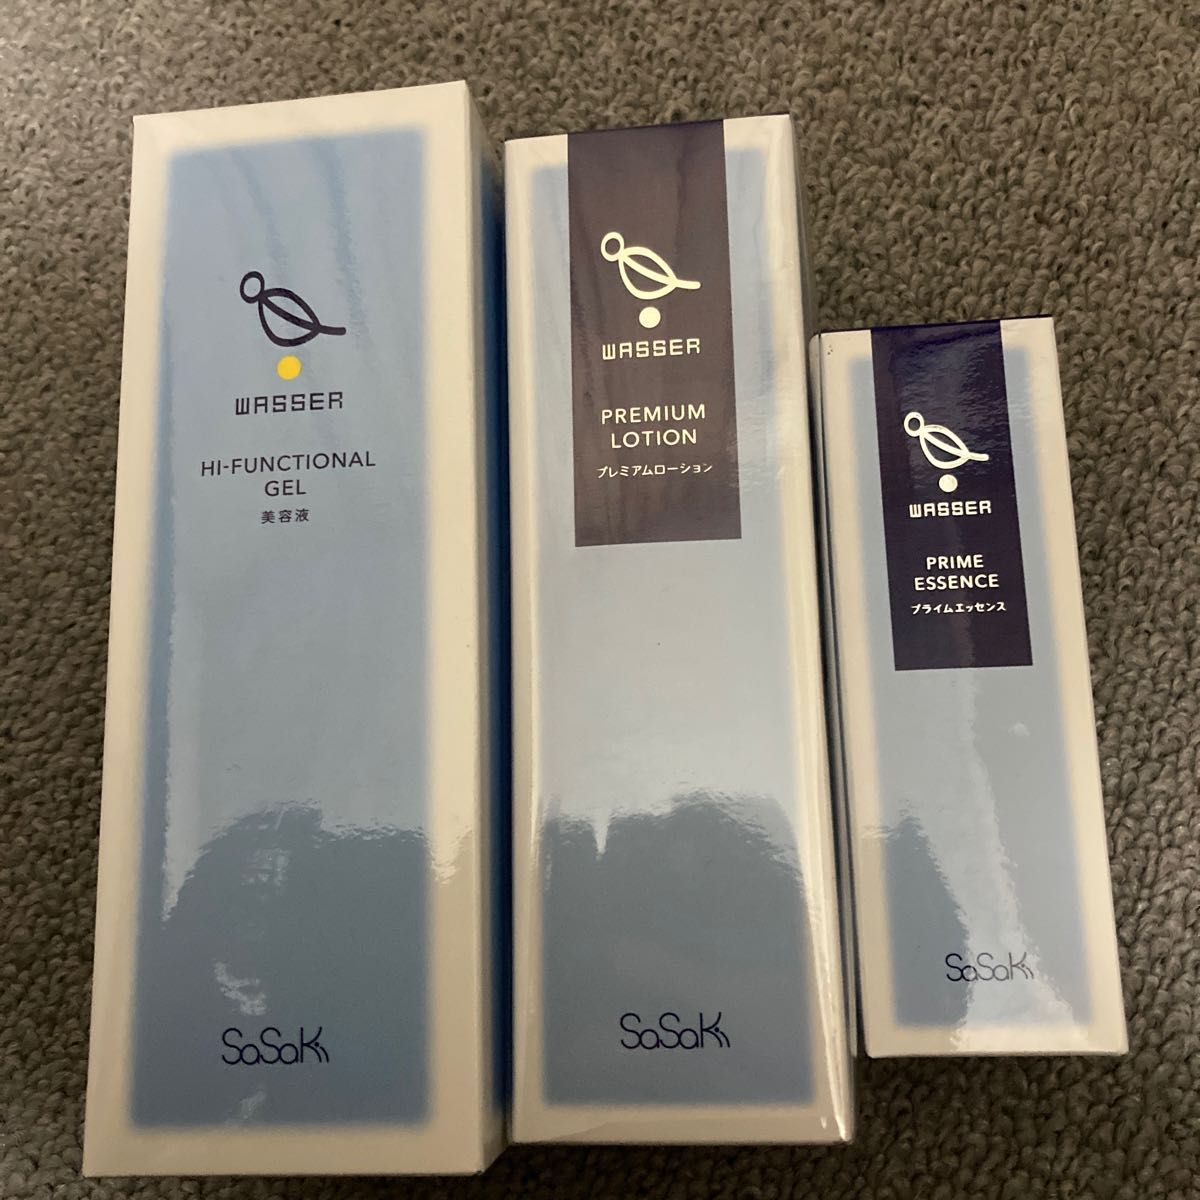 WASSER
HI-FUNCTIONAL
GEL
美容液
SaSaKi
WASSER
PREMIUM
LOTION
プレミアムローション
SaSaKi
WASSER
PRIME
ESSENCE
プライムエッセンス
SaSaKi